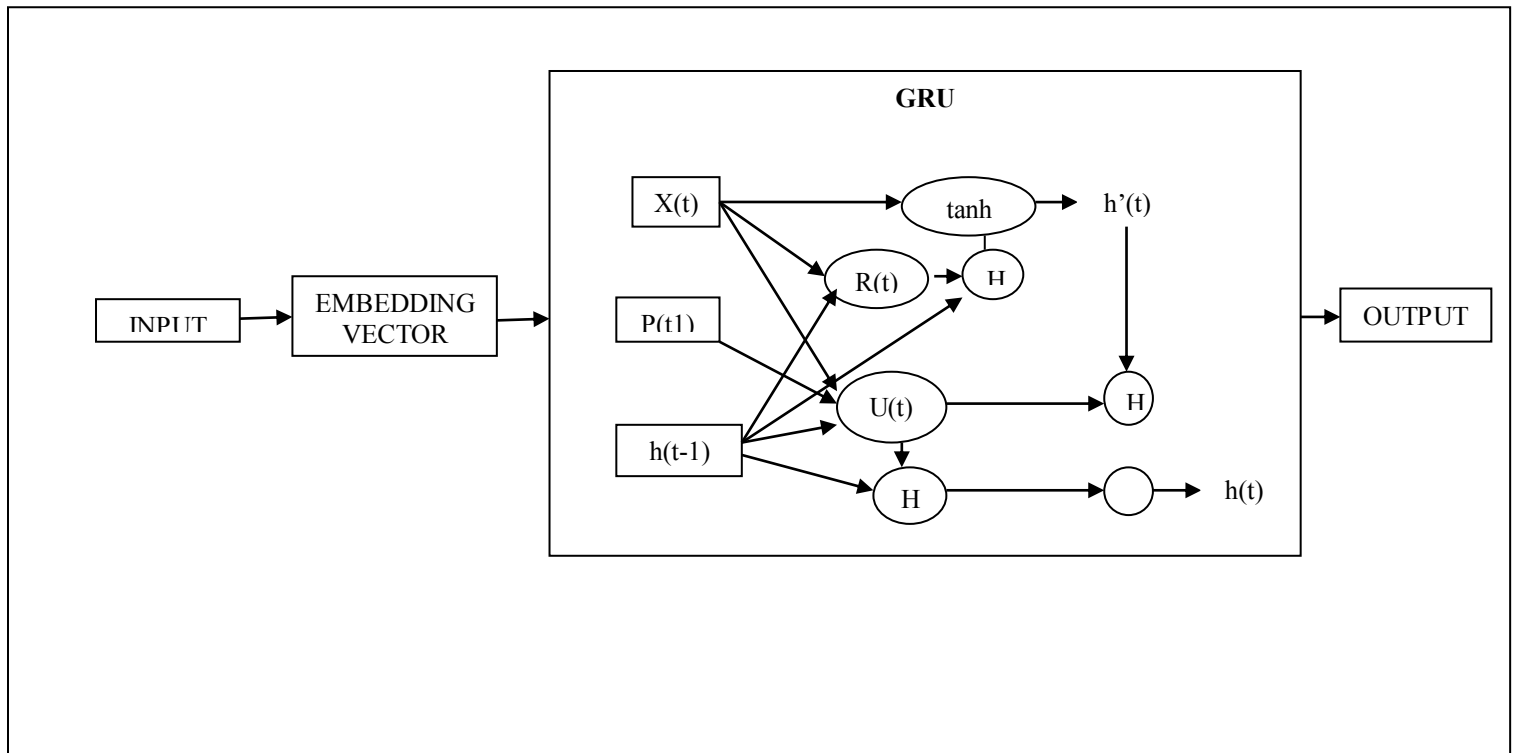 GRU
X(t)
tanh
h’(t)
R(t)
H
INPUT
EMBEDDING
VECTOR
P(t1)
OUTPUT
U(t)
H
h(t-1)
H
h(t)